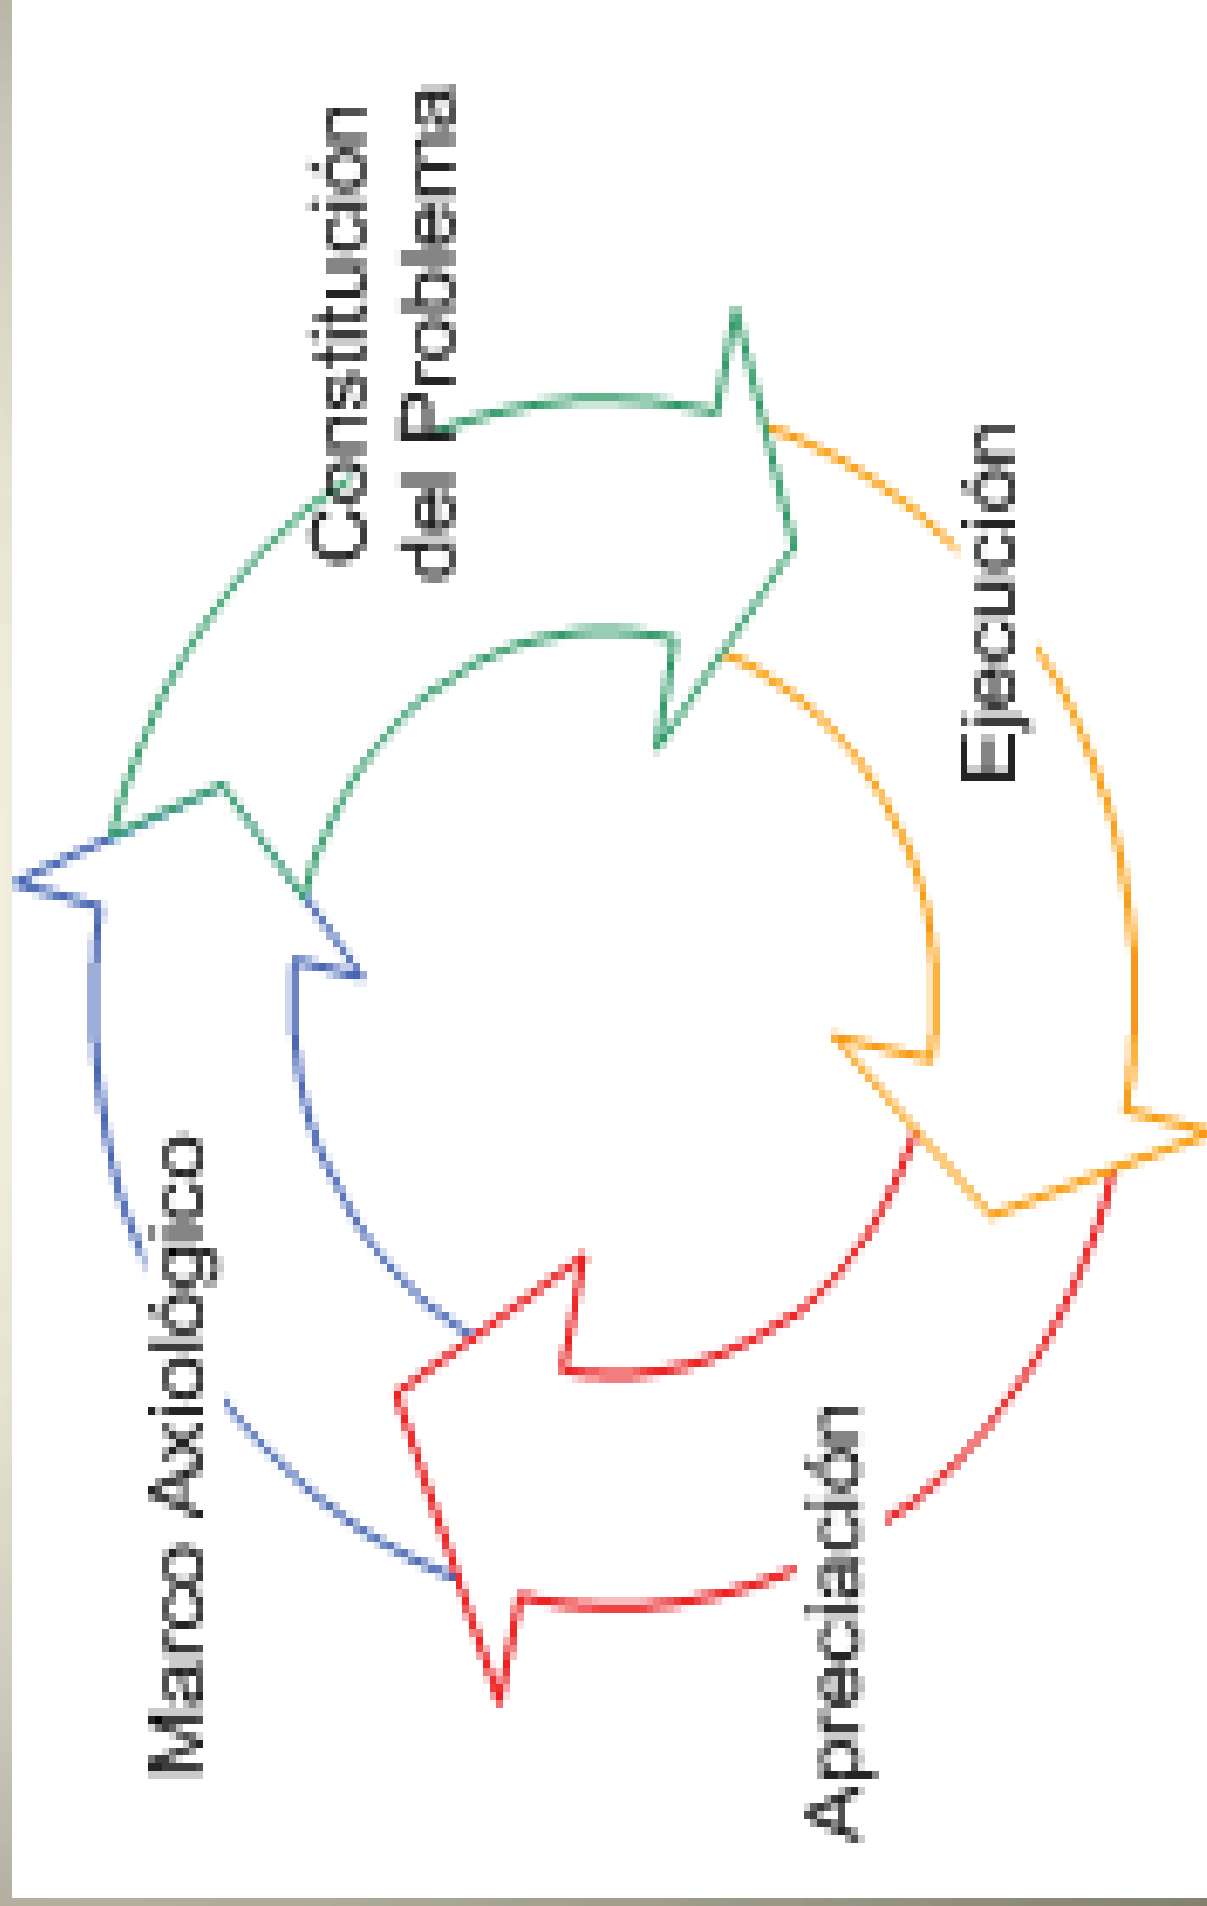 Marco Axiológico
Constitución
del Problema
Ejecución
Apreciación